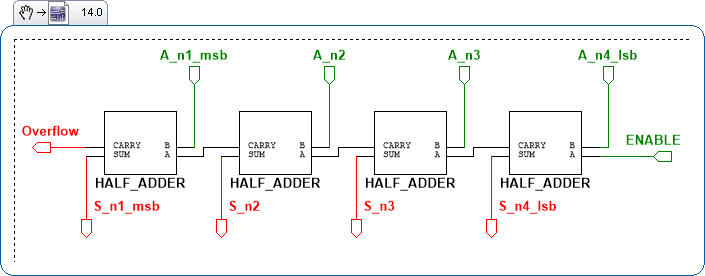 14.0
A_n1_msb A_n2 A_n3 A_n4_lsb
Overflow ENABLE
CARRY B CARRY B CARRY B CARRY B
SUM A SUM A SUM A SUM A
HALF_ADDER HALF_ADDER HALF_ADDER HALF_ADDER
S_n1_msb S_n2 S_n3 S_n4_lsb